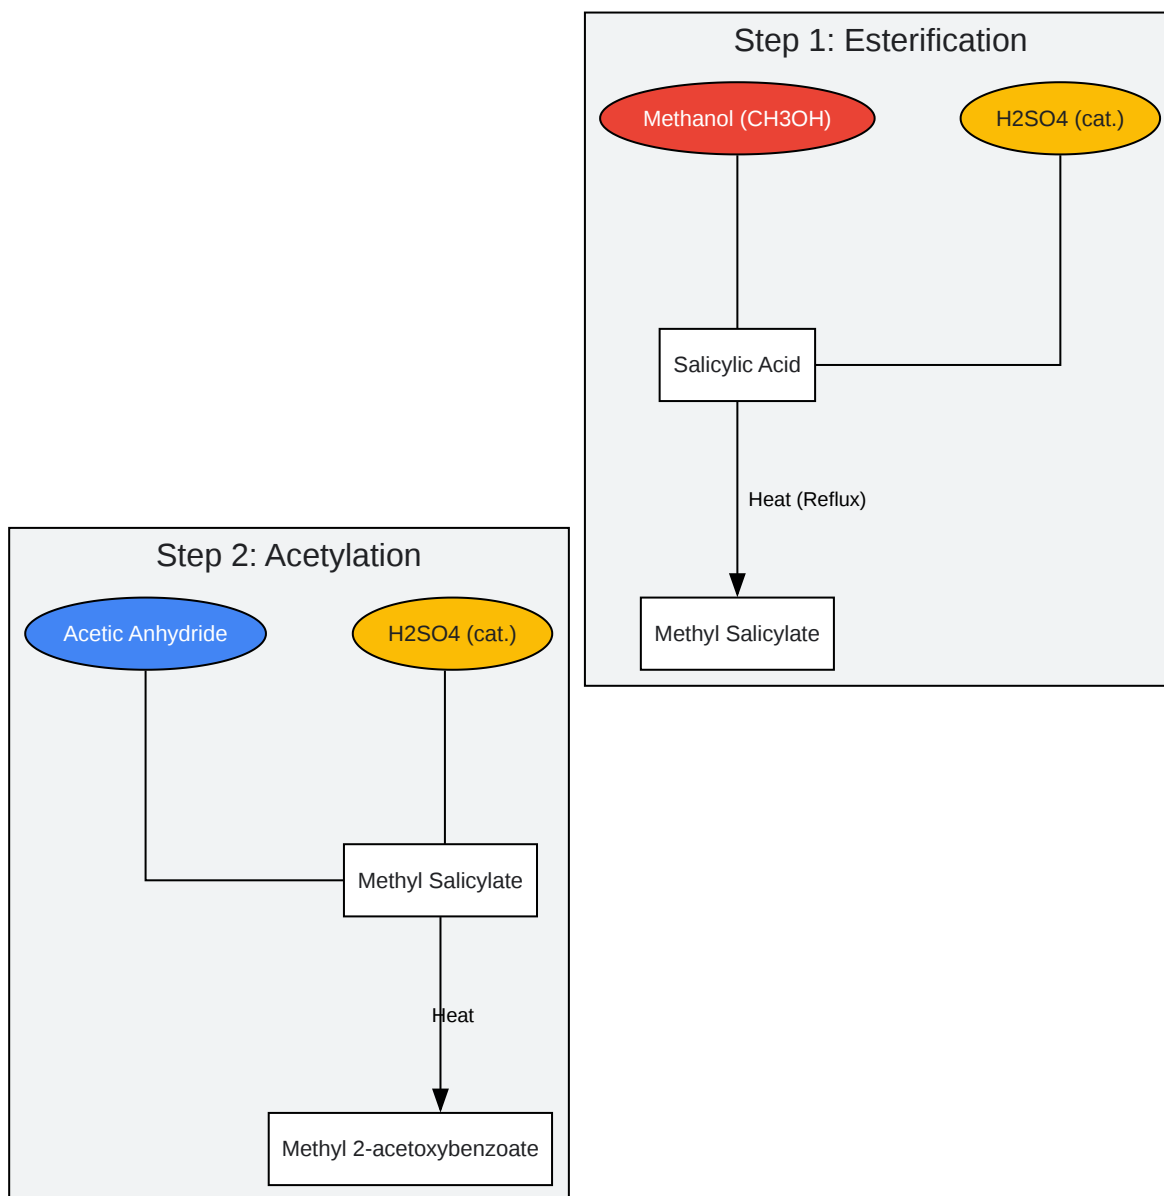 Step 1: Esterification
Methanol (CH3OH)
H2SO4 (cat.)
Salicylic Acid
Heat (Reflux)
Methyl Salicylate
Step 2: Acetylation
Acetic Anhydride
H2SO4 (cat.)
Methyl Salicylate
Heat
Methyl 2-acetoxybenzoate